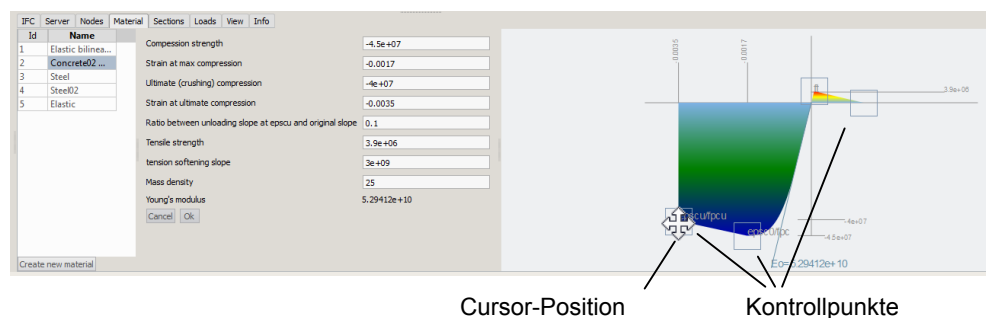 IFC Server Nodes Material Sections Loads View Info
Id Name
1 Elastic bilinea...
2 Concrete02 ...
3 Steel
4 Steel02
5 Elastic
Compession strength -4.5e+07
Strain at max compression -0.0017
Ultimate (crushing) compression -4e+07
Strain at ultimate compression -0.0035
Ratio between unloading slope at epscu and original slope 0.1
Tensile strength 3.9e+06
tension softening slope 3e+09
Mass density 25
Young's modulus 5.29412e+10
Cancel Ok
Create new material
-0.0035
-0.0017
ft
3.9e+06
epscu/fpcu
-4e+07
epsc0/fpc
-4.5e+07
Eo=5.29412e+10
Cursor-Position
Kontrollpunkte